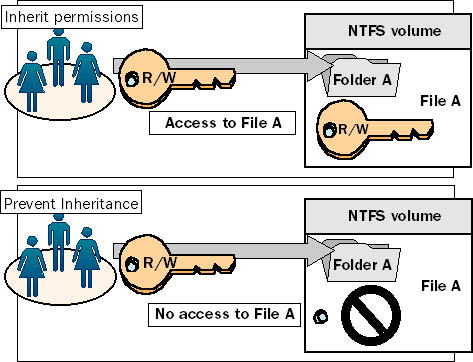 Inherit permissions
NTFS volume
R/W
Folder A
File A
Access to File A
R/W
Prevent Inheritance
NTFS volume
R/W
Folder A
File A
No access to File A